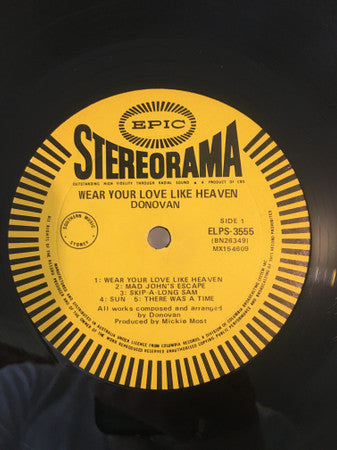 EPIC
STEREORAMA
OUTSTANDING HIGH FIDELITY THROUGH RADIAL SOUND ▲ ▲ PRODUCT OF CBS
WEAR YOUR LOVE LIKE HEAVEN
DONOVAN
SOUTHERN MUSIC
SYDNEY
SIDE 1
ELPS-3555
(BN26349)
MX154609
1: WEAR YOUR LOVE LIKE HEAVEN
2: MAD JOHN'S ESCAPE
3: SKIP-A-LONG SAM
4: SUN 5: THERE WAS A TIME
All works composed and arranged
by Donovan
Produced by Mickie Most